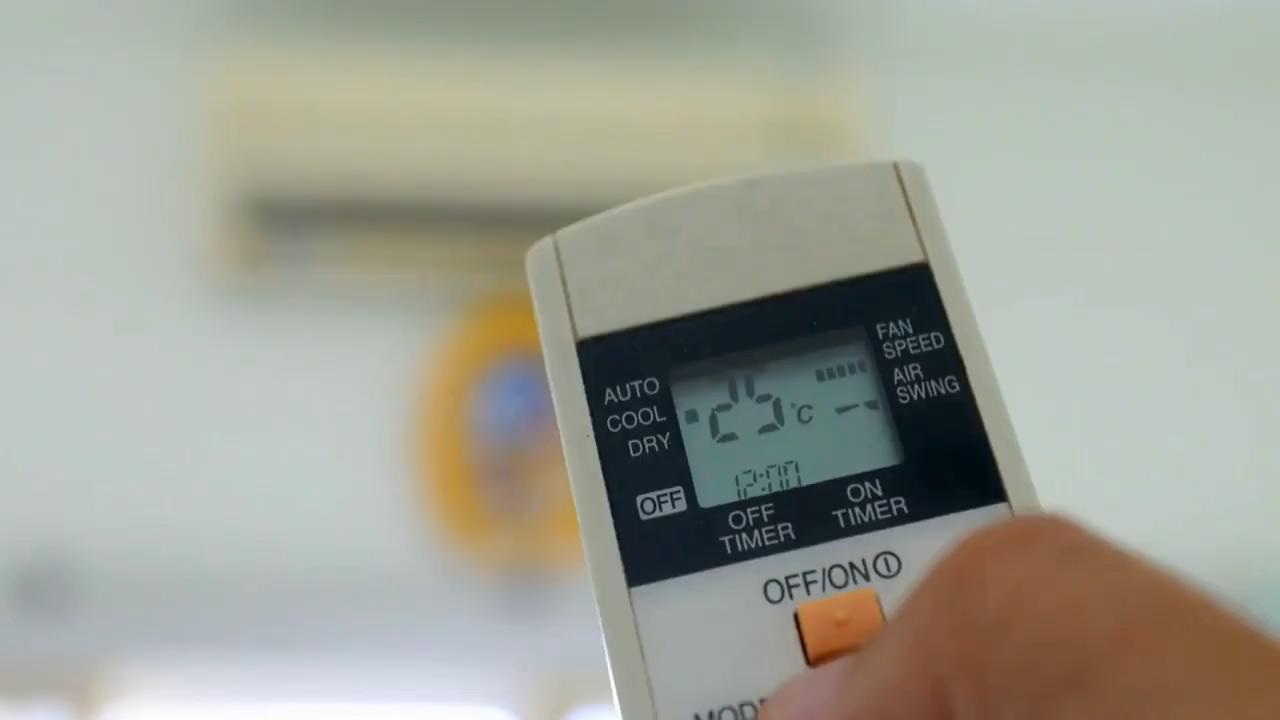 AUTO
COOL
DRY
OFF
25°C
12:00
FAN
SPEED
AIR
SWING
OFF
TIMER
ON
TIMER
OFF/ON